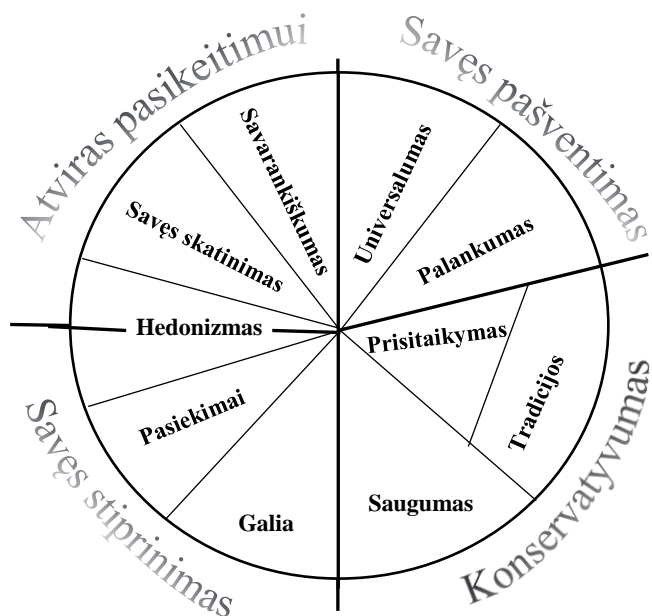 Atviras pasikeitimui
Savęs pašventimas
Savarankiškumas
Universalumas
Savęs skatinimas
Palankumas
Hedonizmas
Prisitaikymas
Tradicijos
Pasiekimai
Saugumas
Galia
Savęs stiprinimas
Konservatyvumas